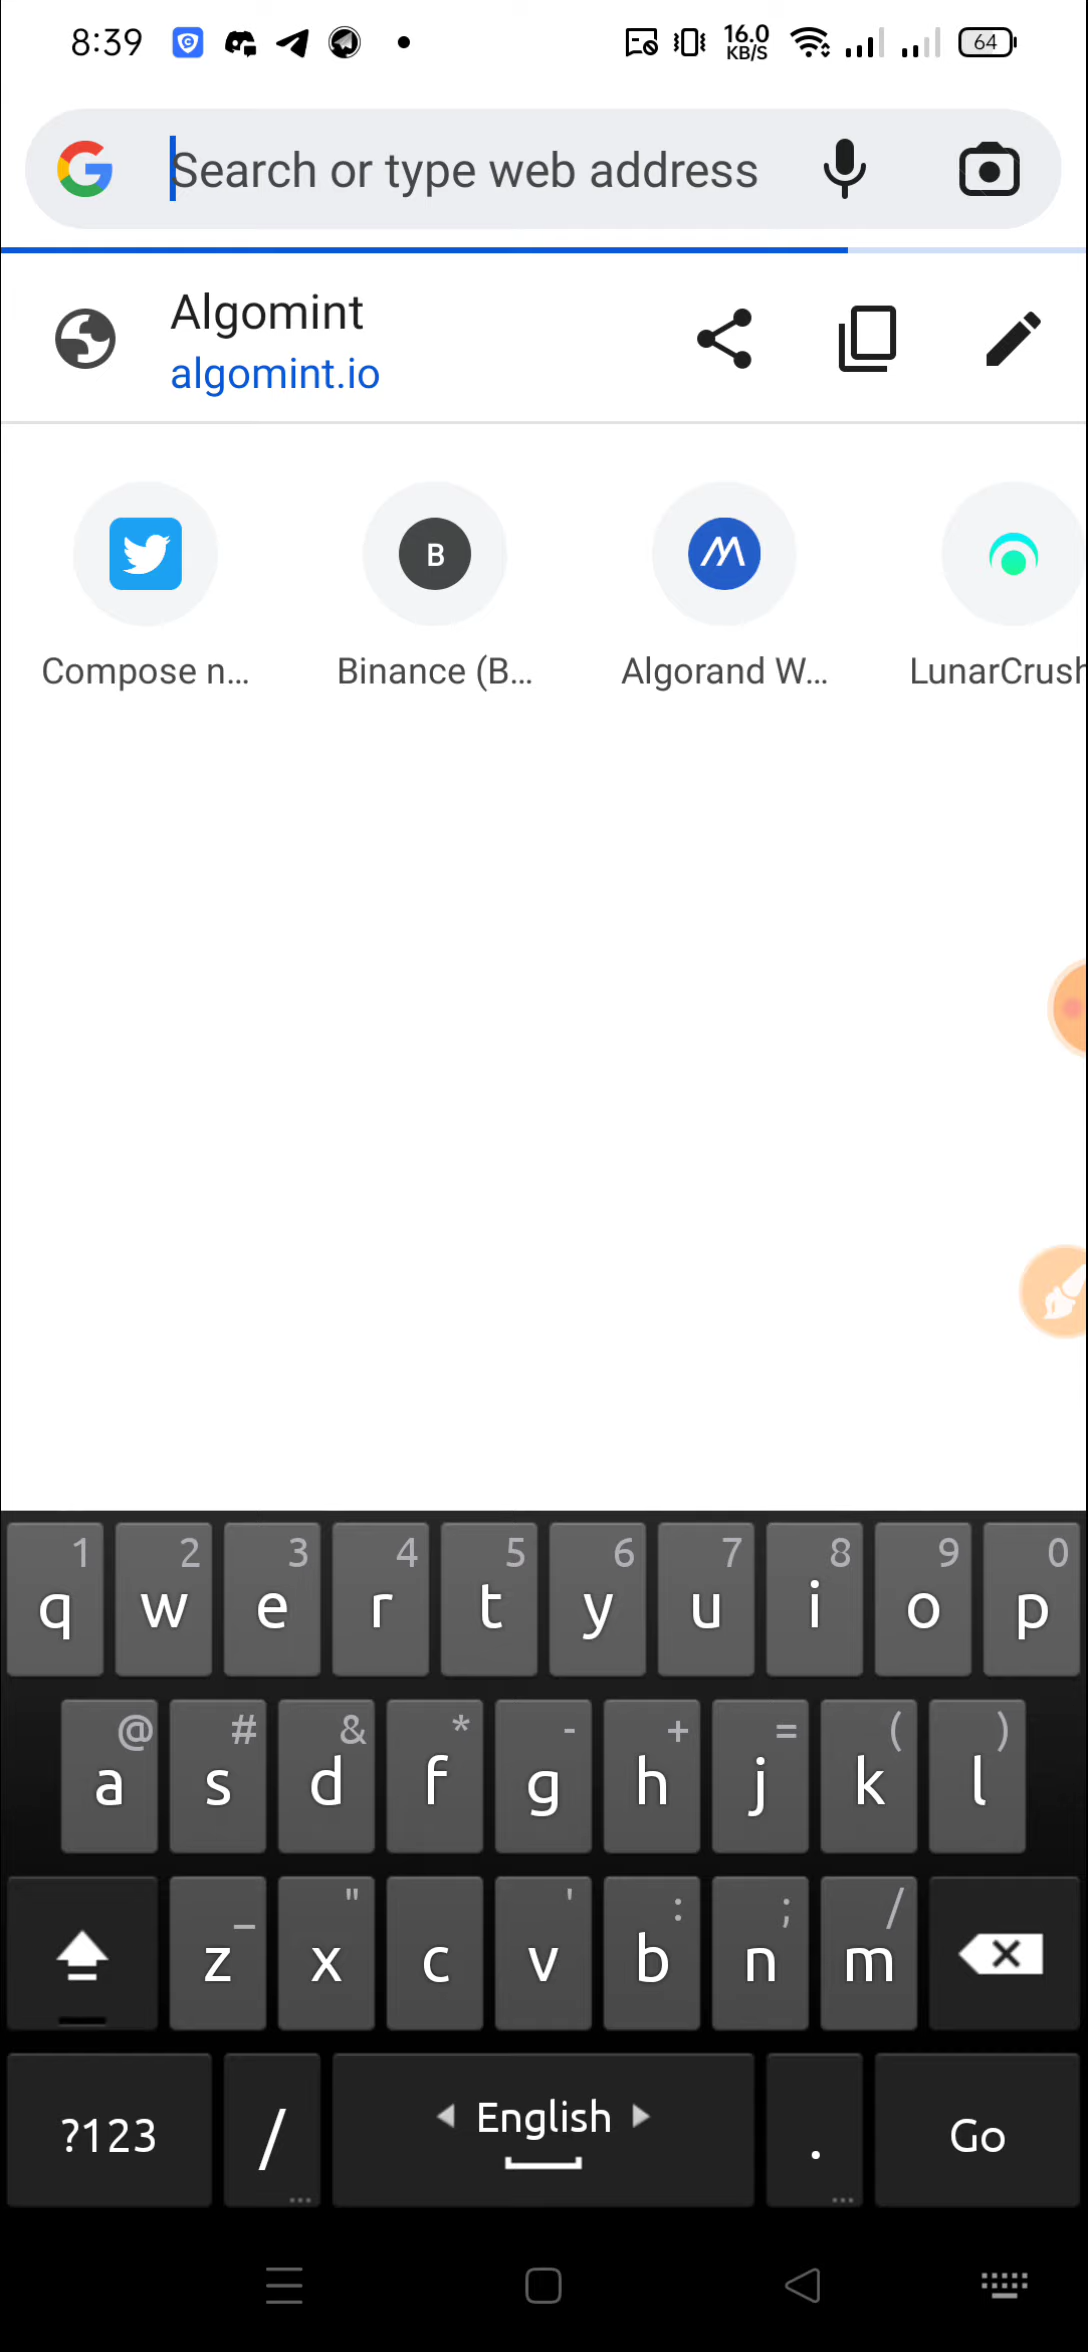 8:39 16.0 KB/S 64
Search or type web address
Algomint
algomint.io
B
Compose n... Binance (B... Algorand W... LunarCrush
1 2 3 4 5 6 7 8 9 0
q w e r t y u i o p
@ # & * - + = ( )
a s d f g h j k l
_ " ' : ; /
z x c v b n m
?123 / English . Go